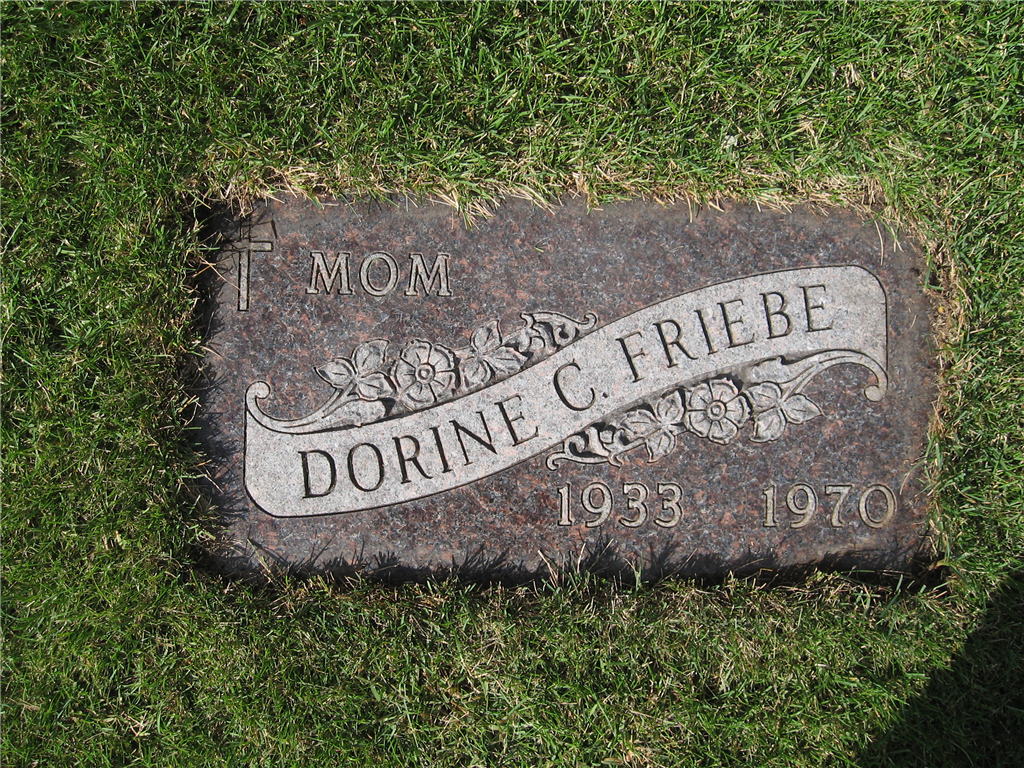 MOM
DORINE C. FRIEBE
1933 1970